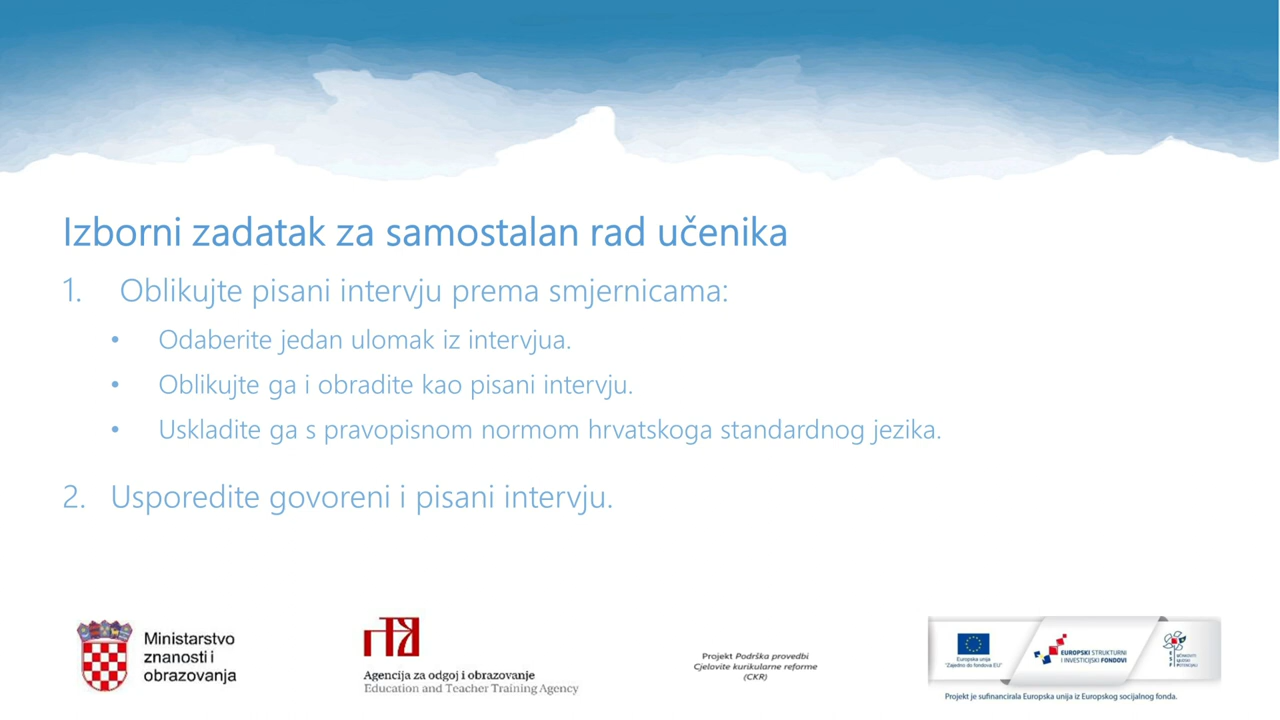 Izborni zadatak za samostalan rad učenika
1. Oblikujte pisani intervju prema smjernicama:
• Odaberite jedan ulomak iz intervjua.
• Oblikujte ga i obradite kao pisani intervju.
• Uskladite ga s pravopisnom normom hrvatskoga standardnog jezika.
2. Usporedite govoreni i pisani intervju.
Ministarstvo
znanosti i
obrazovanja
Agencija za odgoj i obrazovanje
Education and Teacher Training Agency
Projekt Podrška provedbi
Cjelovite kurikularne reforme
(CKR)
Europska unija
"Zajedno do fondova EU"
EUROPSKI STRUKTURNI
I INVESTICIJSKI FONDOVI
Projekt je sufinancirala Europska unija iz Europskog socijalnog fonda.